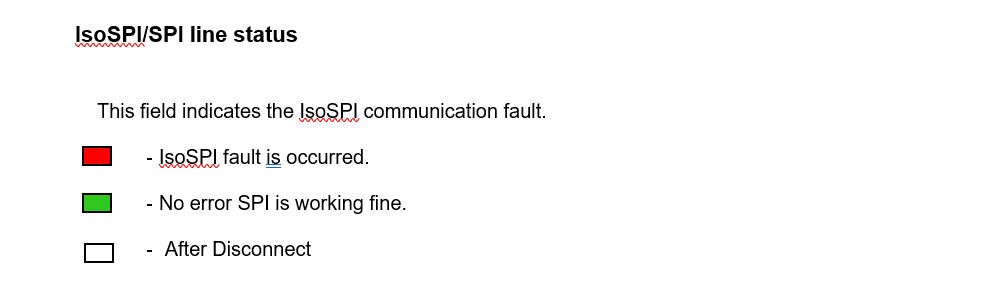 IsoSPI/SPI line status
This field indicates the IsoSPI communication fault.
- IsoSPI fault is occurred.
- No error SPI is working fine.
- After Disconnect